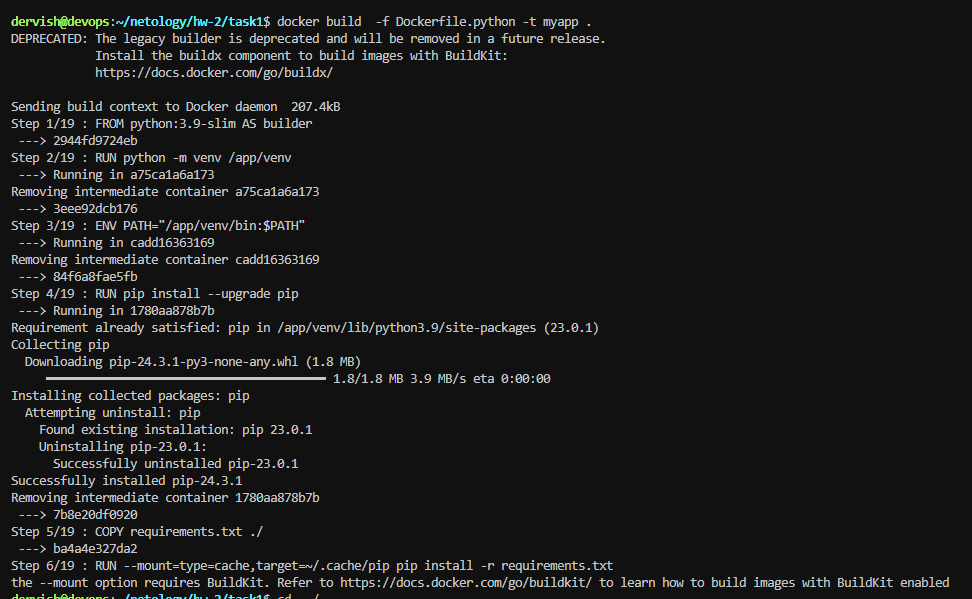 dervish@devops:~/netology/hw-2/task1$ docker build  -f Dockerfile.python -t myapp .
DEPRECATED: The legacy builder is deprecated and will be removed in a future release.
            Install the buildx component to build images with BuildKit:
            https://docs.docker.com/go/buildx/

Sending build context to Docker daemon  207.4kB
Step 1/19 : FROM python:3.9-slim AS builder
 ---> 2944fd9724eb
Step 2/19 : RUN python -m venv /app/venv
 ---> Running in a75ca1a6a173
Removing intermediate container a75ca1a6a173
 ---> 3eee92dcb176
Step 3/19 : ENV PATH="/app/venv/bin:$PATH"
 ---> Running in cadd16363169
Removing intermediate container cadd16363169
 ---> 84f6a8fae5fb
Step 4/19 : RUN pip install --upgrade pip
 ---> Running in 1780aa878b7b
Requirement already satisfied: pip in /app/venv/lib/python3.9/site-packages (23.0.1)
Collecting pip
  Downloading pip-24.3.1-py3-none-any.whl (1.8 MB)
     ━━━━━━━━━━━━━━━━━━━━━━━━━━━━━━━━━━━━━━━━ 1.8/1.8 MB 3.9 MB/s eta 0:00:00
Installing collected packages: pip
  Attempting uninstall: pip
    Found existing installation: pip 23.0.1
    Uninstalling pip-23.0.1:
      Successfully uninstalled pip-23.0.1
Successfully installed pip-24.3.1
Removing intermediate container 1780aa878b7b
 ---> 7b8e20df0920
Step 5/19 : COPY requirements.txt ./
 ---> ba4a4e327da2
Step 6/19 : RUN --mount=type=cache,target=~/.cache/pip pip install -r requirements.txt
the --mount option requires BuildKit. Refer to https://docs.docker.com/go/buildkit/ to learn how to build images with BuildKit enabled
dervish@devops:~/netology/hw-2/task1$ cd